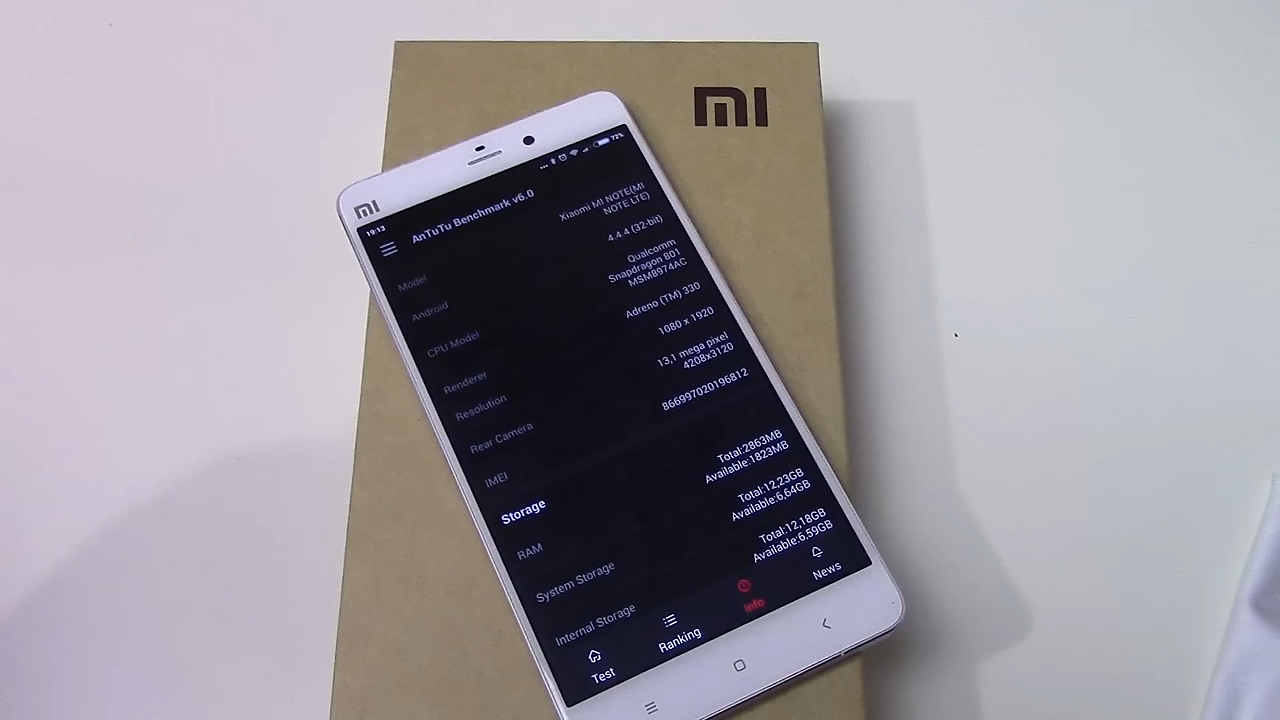 mi
mi
19:13
72%
AnTuTu Benchmark v6.0
Model
Xiaomi MI NOTE(MI
NOTE LTE)
Android
4.4.4 (32-bit)
CPU Model
Qualcomm
Snapdragon 801
MSM8974AC
Renderer
Adreno (TM) 330
Resolution
1080 x 1920
Rear Camera
13,1 mega pixel
4208x3120
IMEI
866997020196812
Storage
RAM
Total:2863MB
Available:1823MB
System Storage
Total:12,23GB
Available:6,64GB
Internal Storage
Total:12,18GB
Available:6,59GB
Test
Ranking
Info
News